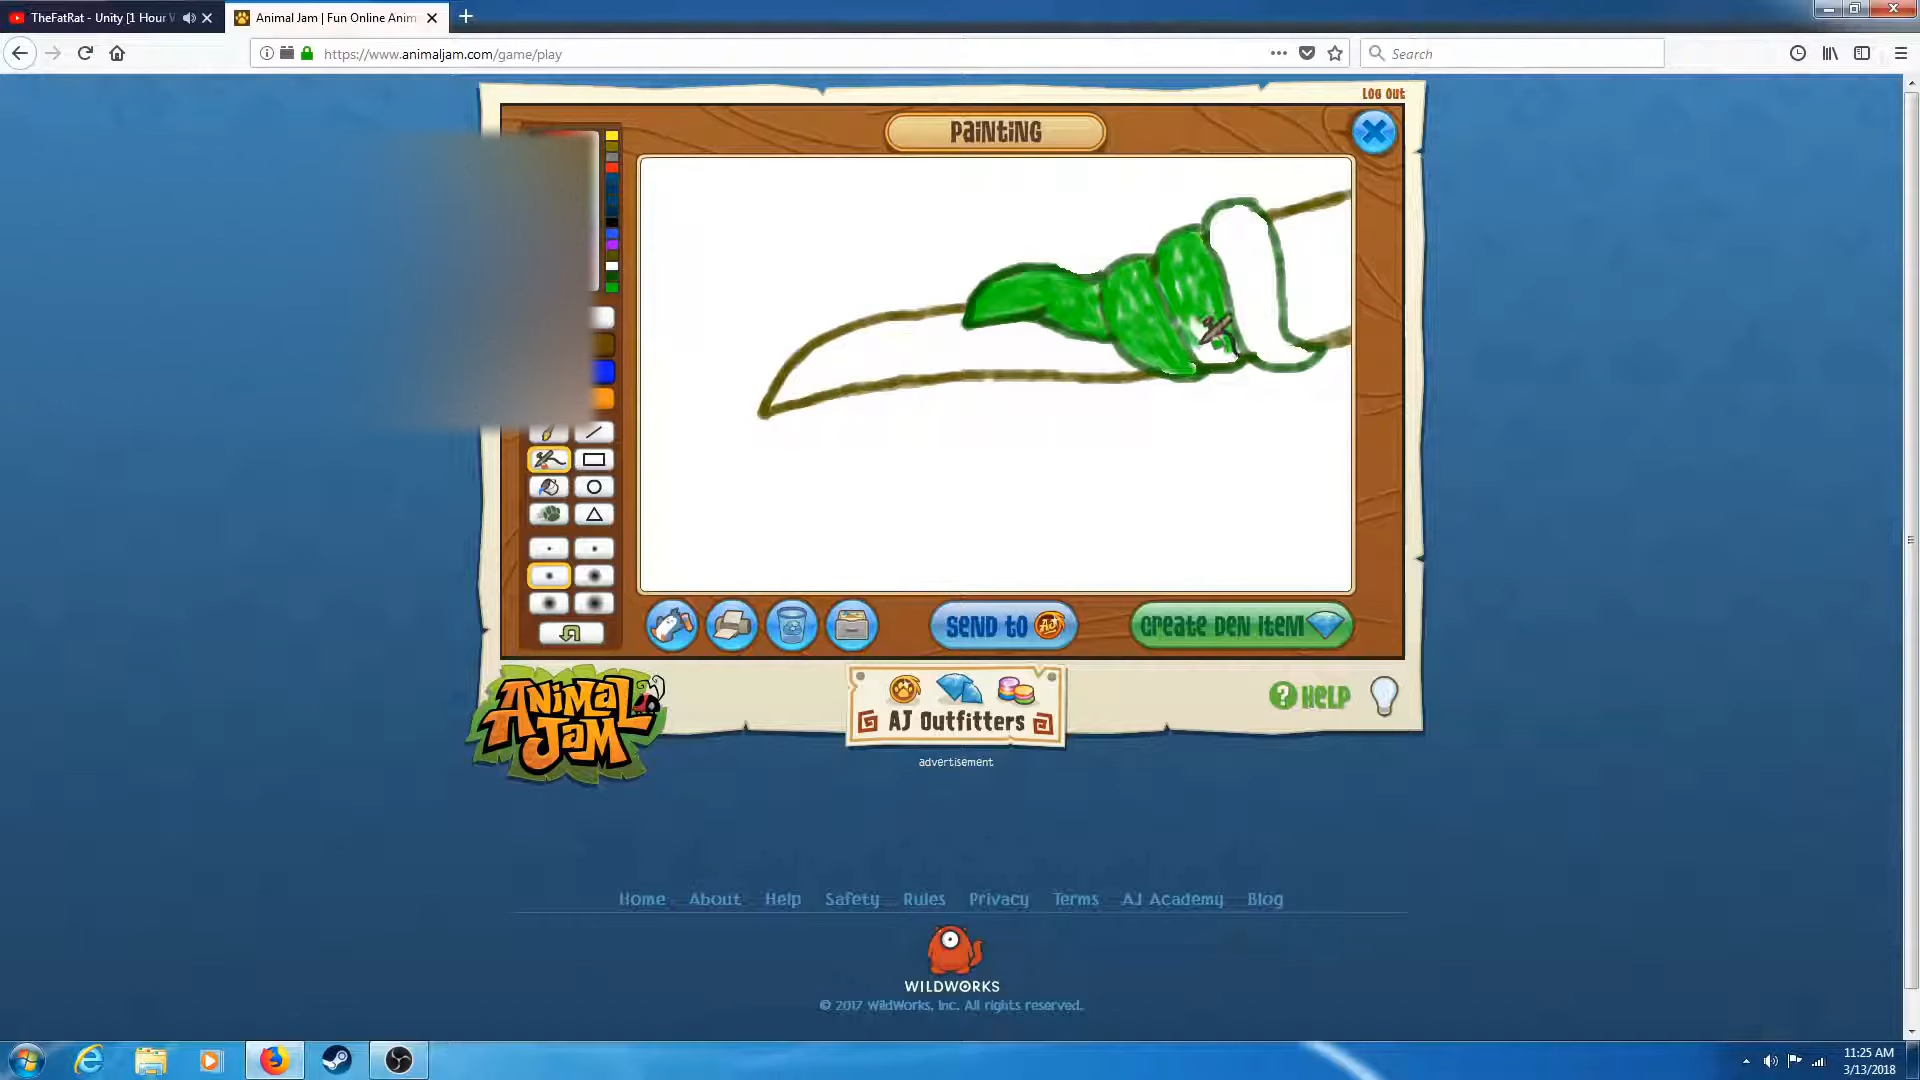 TheFatRat - Unity [1 Hour V
Animal Jam | Fun Online Anim
https://www.animaljam.com/game/play
Search
LOG OUT
PAINTING
SEND TO AJ
CREATE DEN ITEM
ANIMAL JAM
AJ Outfitters
? HELP
advertisement
Home About Help Safety Rules Privacy Terms AJ Academy Blog
WILDWORKS
© 2017 WildWorks, Inc. All rights reserved.
11:25 AM
3/13/2018